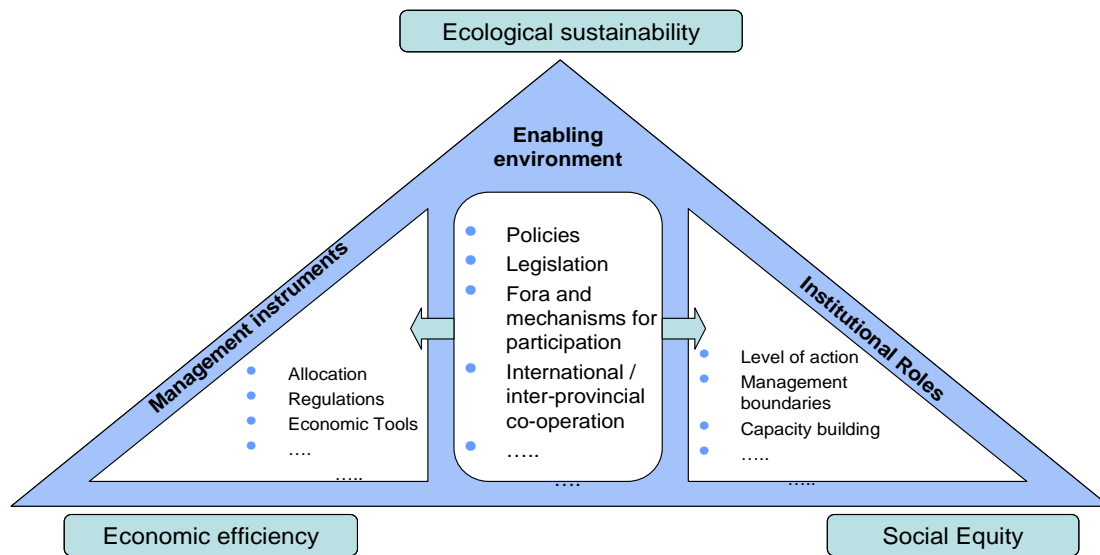 Ecological sustainability
Enabling
environment
Management instruments
Institutional Roles
Policies
Legislation
Fora and
mechanisms for
participation
International /
inter-provincial
co-operation
…..
….
Allocation
Regulations
Economic Tools
….
…..
Level of action
Management
boundaries
Capacity building
…..
…..
Economic efficiency
Social Equity